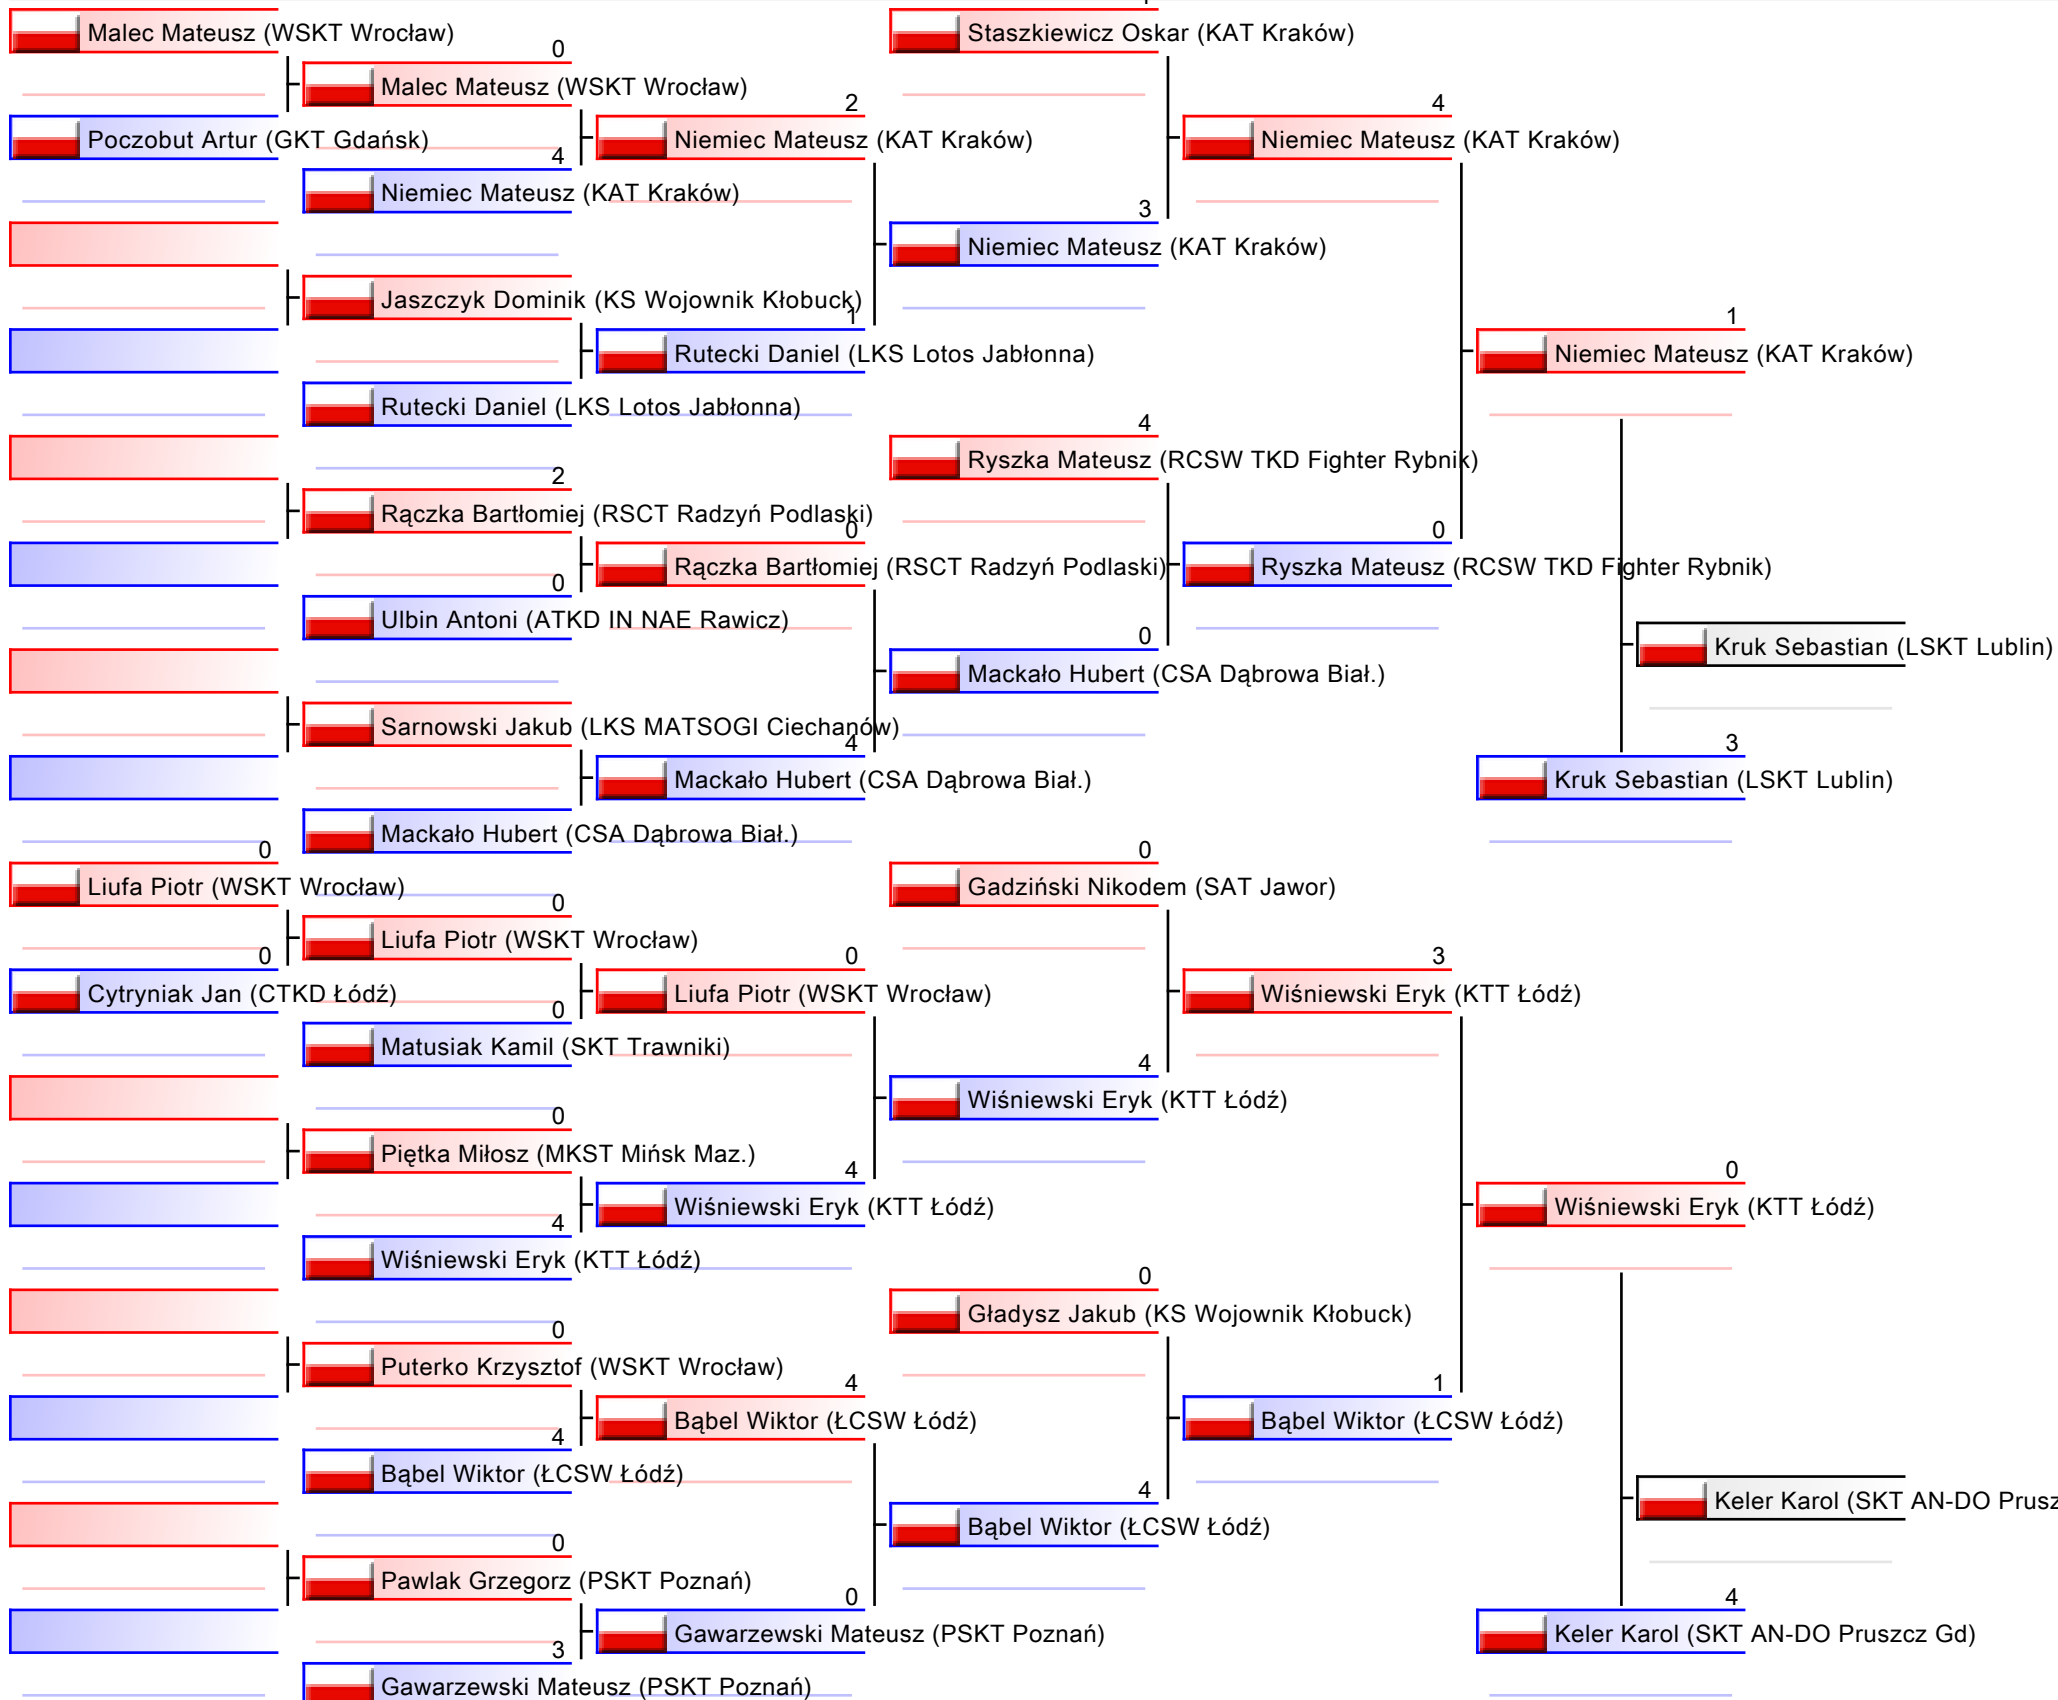 Malec Mateusz (WSKT Wrocław)
Staszkiewicz Oskar (KAT Kraków)
0
Malec Mateusz (WSKT Wrocław)
2
4
Poczobut Artur (GKT Gdańsk)
Niemiec Mateusz (KAT Kraków)
Niemiec Mateusz (KAT Kraków)
4
Niemiec Mateusz (KAT Kraków)
3
Niemiec Mateusz (KAT Kraków)
Jaszczyk Dominik (KS Wojownik Kłobuck)
1
1
Rutecki Daniel (LKS Lotos Jabłonna)
Niemiec Mateusz (KAT Kraków)
Rutecki Daniel (LKS Lotos Jabłonna)
4
Ryszka Mateusz (RCSW TKD Fighter Rybnik)
2
Rączka Bartłomiej (RSCT Radzyń Podlaski)
0
0
Rączka Bartłomiej (RSCT Radzyń Podlaski)
Ryszka Mateusz (RCSW TKD Fighter Rybnik)
0
Ulbin Antoni (ATKD IN NAE Rawicz)
0
Kruk Sebastian (LSKT Lublin)
Mackało Hubert (CSA Dąbrowa Biał.)
Sarnowski Jakub (LKS MATSOGI Ciechanów)
4
3
Mackało Hubert (CSA Dąbrowa Biał.)
Kruk Sebastian (LSKT Lublin)
Mackało Hubert (CSA Dąbrowa Biał.)
0
0
Liufa Piotr (WSKT Wrocław)
Gadziński Nikodem (SAT Jawor)
0
Liufa Piotr (WSKT Wrocław)
0
0
3
Cytryniak Jan (CTKD Łódź)
Liufa Piotr (WSKT Wrocław)
Wiśniewski Eryk (KTT Łódź)
0
Matusiak Kamil (SKT Trawniki)
4
Wiśniewski Eryk (KTT Łódź)
0
Piętka Miłosz (MKST Mińsk Maz.)
4
0
Wiśniewski Eryk (KTT Łódź)
Wiśniewski Eryk (KTT Łódź)
4
Wiśniewski Eryk (KTT Łódź)
0
Gładysz Jakub (KS Wojownik Kłobuck)
0
Puterko Krzysztof (WSKT Wrocław)
4
1
Bąbel Wiktor (ŁCSW Łódź)
Bąbel Wiktor (ŁCSW Łódź)
4
Bąbel Wiktor (ŁCSW Łódź)
4
Keler Karol (SKT AN-DO Prusz
Bąbel Wiktor (ŁCSW Łódź)
0
Pawlak Grzegorz (PSKT Poznań)
0
4
Gawarzewski Mateusz (PSKT Poznań)
Keler Karol (SKT AN-DO Pruszcz Gd)
3
Gawarzewski Mateusz (PSKT Poznań)